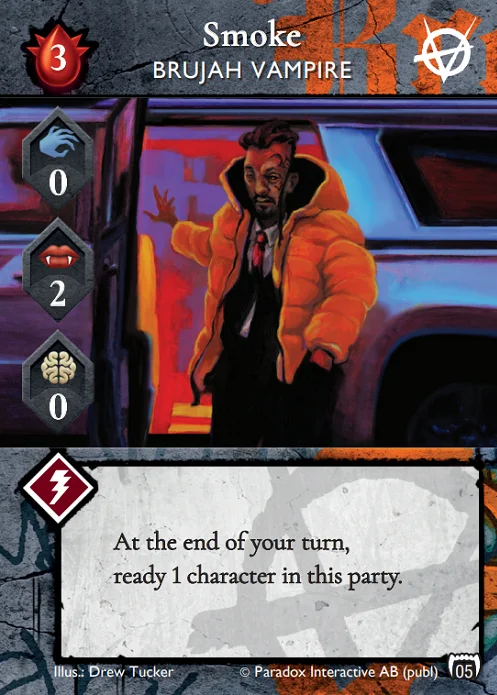 Smoke
3
BRUJAH VAMPIRE
0
2
0
At the end of your turn,
ready 1 character in this party.
Illus.: Drew Tucker © Paradox Interactive AB (publ) 05